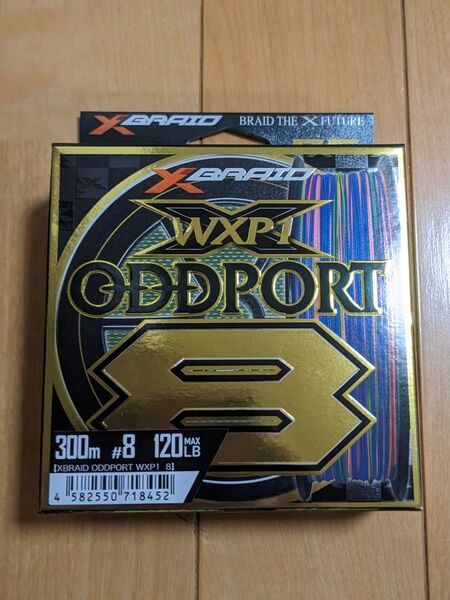 XBRAID
BRAID THE X FUTURE
XBRAID
WXP1
ODDPORT
8
300m #8 120 MAX LB
【XBRAID ODDPORT WXP1 8】
4 582550 718452